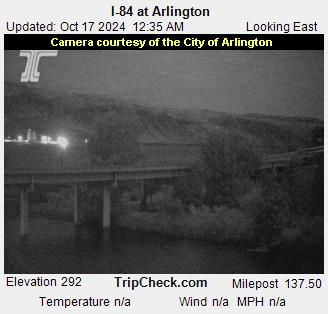 I-84 at Arlington
Updated: Oct 17 2024 12:35 AM Looking East
Camera courtesy of the City of Arlington
Elevation 292 TripCheck.com Milepost 137.50
Temperature n/a Wind n/a MPH n/a